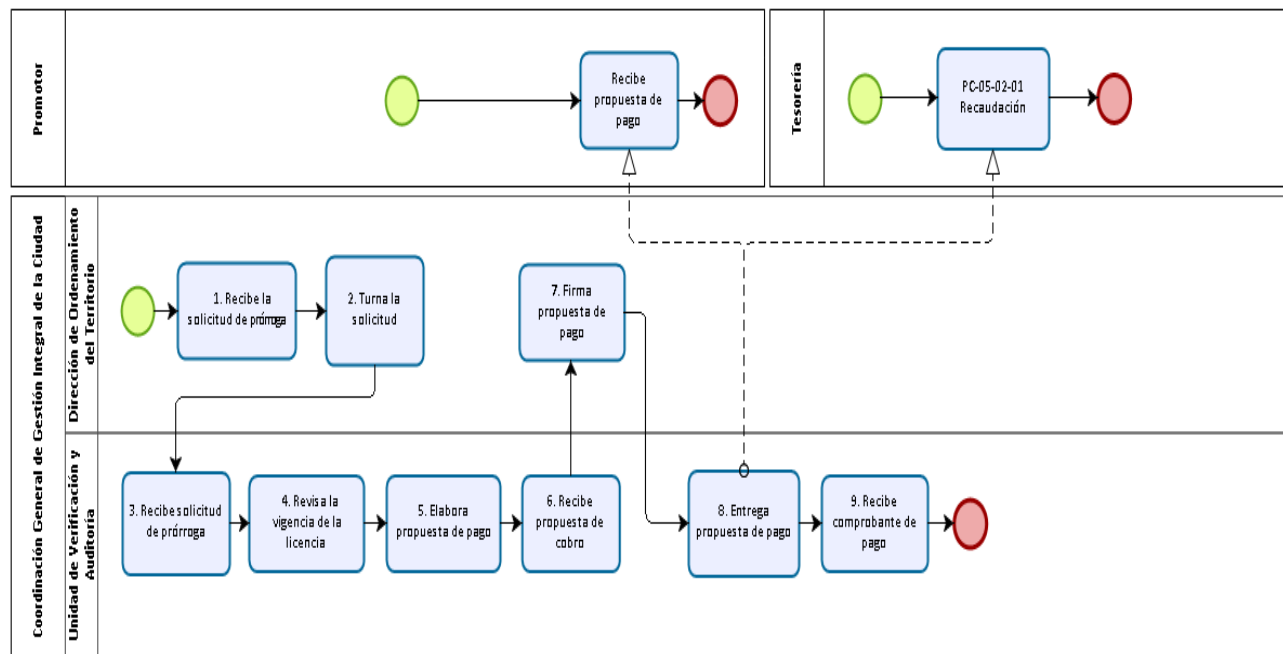 Promotor
Recibe
propuesta de
pago
Tesorería
PC-05-02-01
Recaudación
Coordinación General de Gestión Integral de la Ciudad
Dirección de Ordenamiento
del Territorio
1. Recibe la
solicitud de prórroga
2. Turna la
solicitud
7. Firma
propuesta de
pago
Unidad de Verificación y
Auditoría
3. Recibe solicitud
de prórroga
4. Revisa la
vigencia de la
licencia
5. Elabora
propuesta de pago
6. Recibe
propuesta de
cobro
8. Entrega
propuesta de pago
9. Recibe
comprobante de
pago